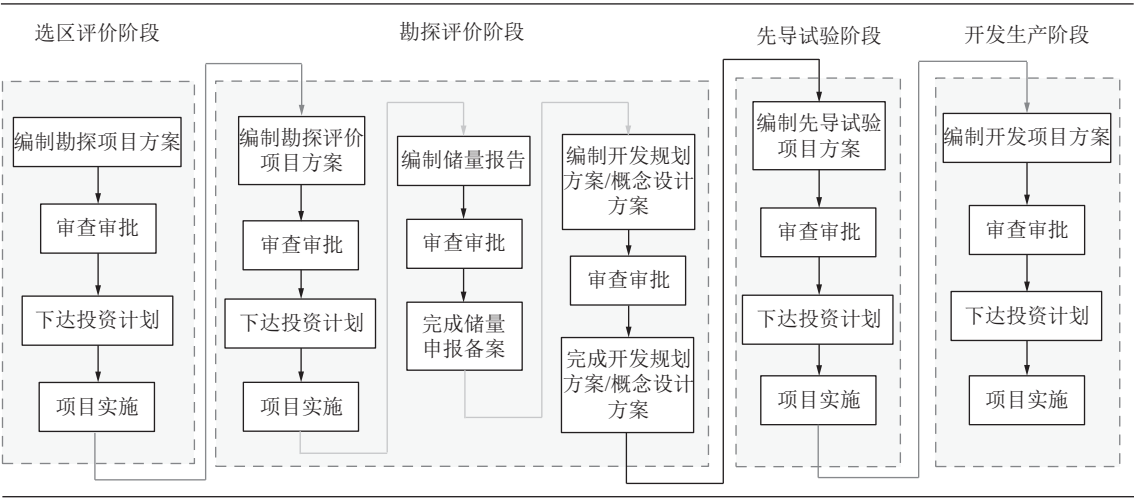 选区评价阶段
勘探评价阶段
先导试验阶段
开发生产阶段
编制勘探项目方案
审查审批
下达投资计划
项目实施
编制勘探评价
项目方案
审查审批
下达投资计划
项目实施
编制储量报告
审查审批
完成储量
申报备案
编制开发规划
方案/概念设计
方案
审查审批
完成开发规划
方案/概念设计
方案
编制先导试验
项目方案
审查审批
下达投资计划
项目实施
编制开发项目方案
审查审批
下达投资计划
项目实施